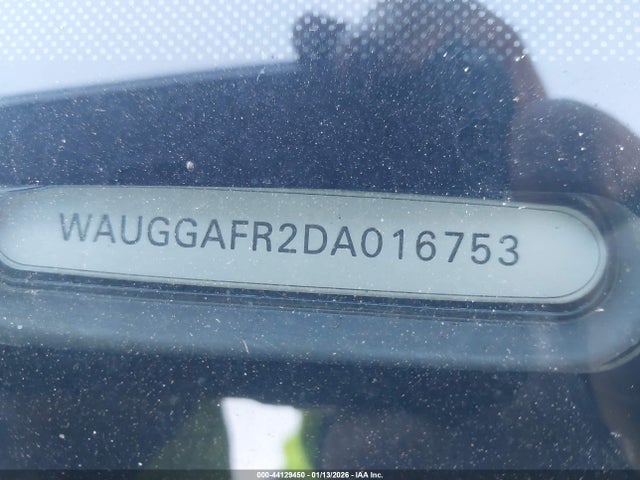 WAUGGAFR2DA016753
000-44129450 - 01/13/2026 - IAA Inc.